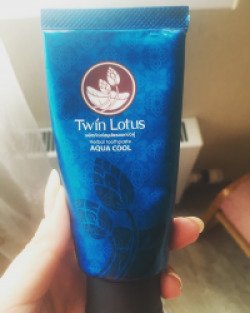 Twin Lotus
Herbal toothpaste
AQUA COOL